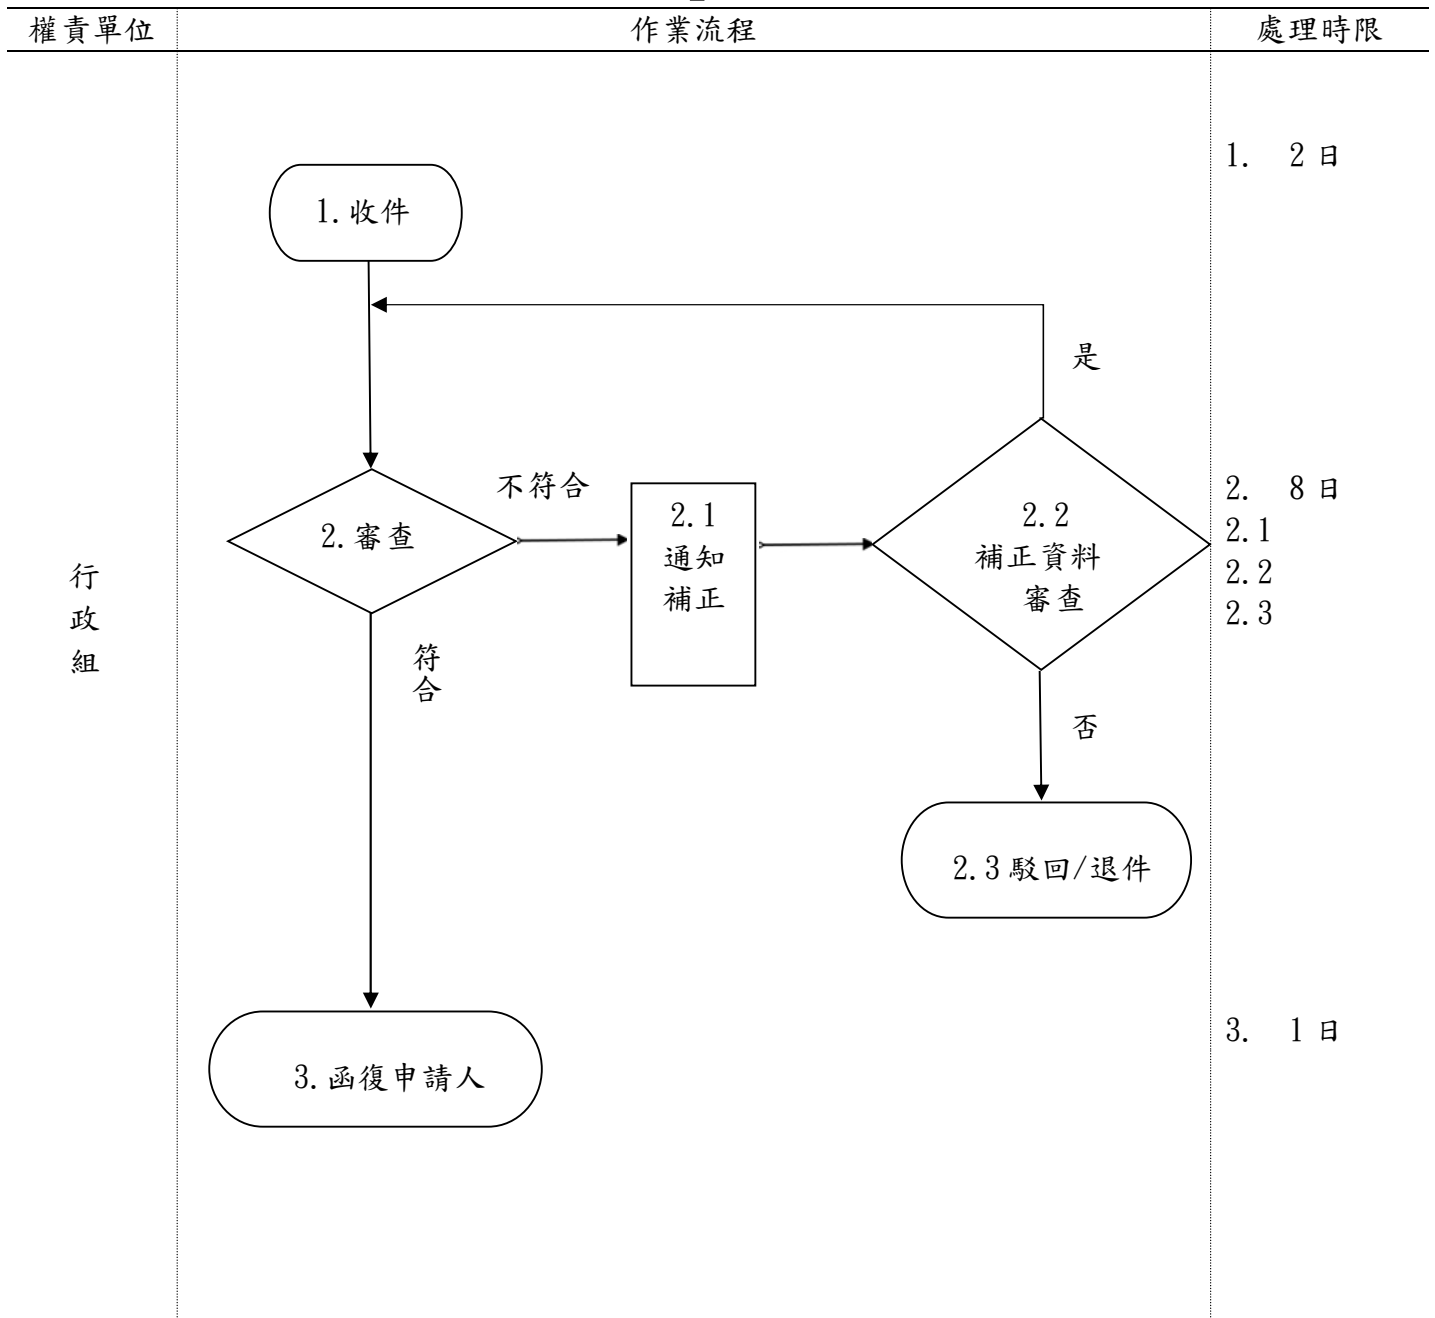 權責單位
作業流程
處理時限
1. 2日
1.收件
是
不符合
2. 8日
2.1
2.2
2.3
2.1
通知
補正
2.2
補正資料
審查
2.審查
行
政
組
符
合
否
2.3駁回/退件
3. 1日
3.函復申請人